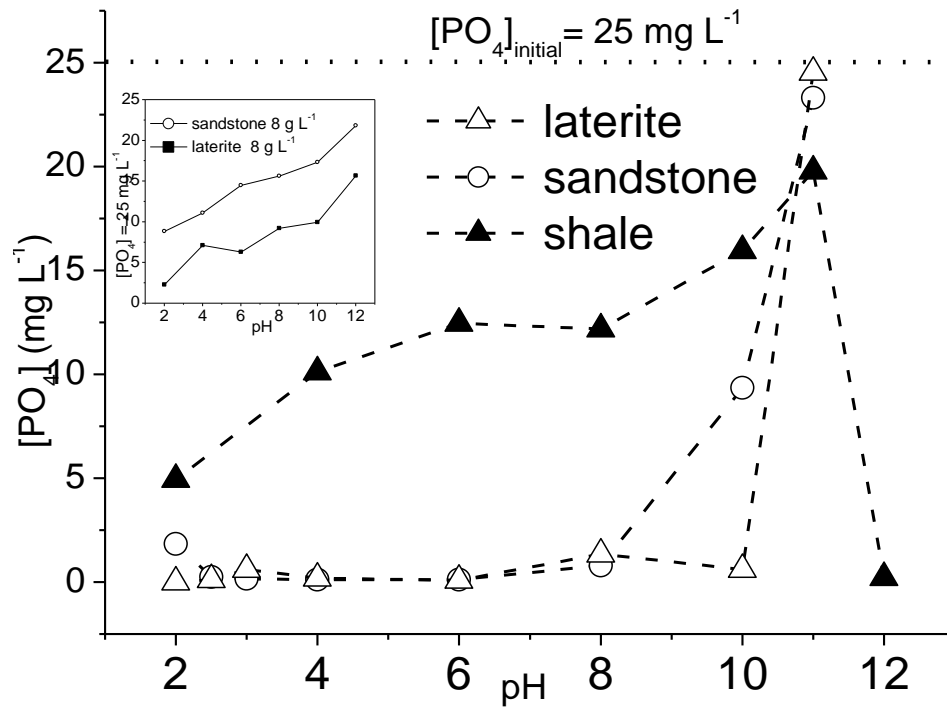 [PO₄]initial= 25 mg L⁻¹
laterite
sandstone
shale
sandstone 8 g L⁻¹
laterite 8 g L⁻¹
[PO₄] = 25 mg L⁻¹
25
20
15
10
5
0
2 4 6 8 10 12
pH
[PO₄] (mg L⁻¹)
25
20
15
10
5
0
2 4 6 8 10 12
pH